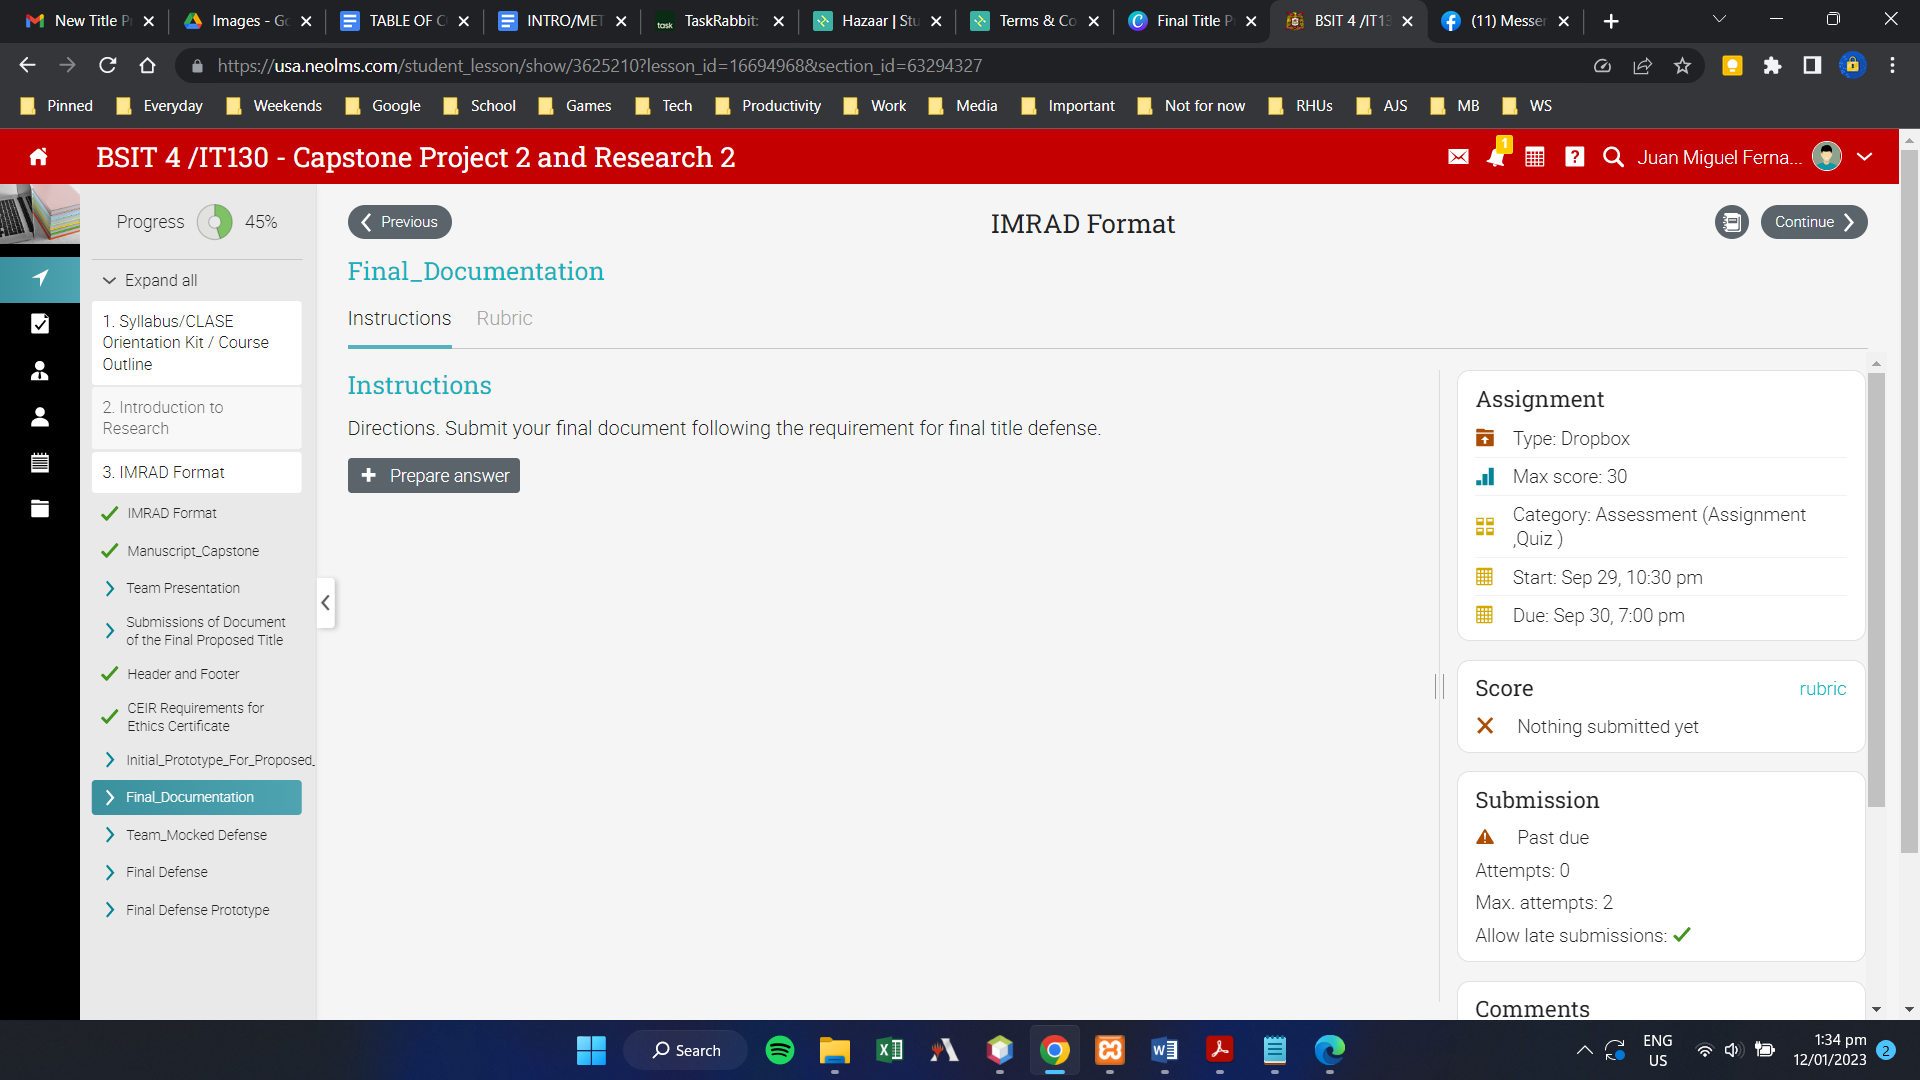 New Title P
Images - Go
TABLE OF C
INTRO/MET
task
TaskRabbit:
Hazaar | Stu
Terms & Co
Final Title P
BSIT 4 /IT13
(11) Messen
https://usa.neolms.com/student_lesson/show/3625210?lesson_id=16694968&section_id=63294327
Pinned
Everyday
Weekends
Google
School
Games
Tech
Productivity
Work
Media
Important
Not for now
RHUs
AJS
MB
WS
BSIT 4 /IT130 - Capstone Project 2 and Research 2
1
Juan Miguel Ferna...
Progress
45%
Expand all
1. Syllabus/CLASE
Orientation Kit / Course
Outline
2. Introduction to
Research
3. IMRAD Format
IMRAD Format
Manuscript_Capstone
Team Presentation
Submissions of Document
of the Final Proposed Title
Header and Footer
CEIR Requirements for
Ethics Certificate
Initial_Prototype_For_Proposed_
Final_Documentation
Team_Mocked Defense
Final Defense
Final Defense Prototype
Previous
IMRAD Format
Continue
Final_Documentation
Instructions
Rubric
Instructions
Directions. Submit your final document following the requirement for final title defense.
Prepare answer
Assignment
Type: Dropbox
Max score: 30
Category: Assessment (Assignment
,Quiz )
Start: Sep 29, 10:30 pm
Due: Sep 30, 7:00 pm
Score
rubric
Nothing submitted yet
Submission
Past due
Attempts: 0
Max. attempts: 2
Allow late submissions:
Comments
Search
ENG
US
1:34 pm
12/01/2023
2